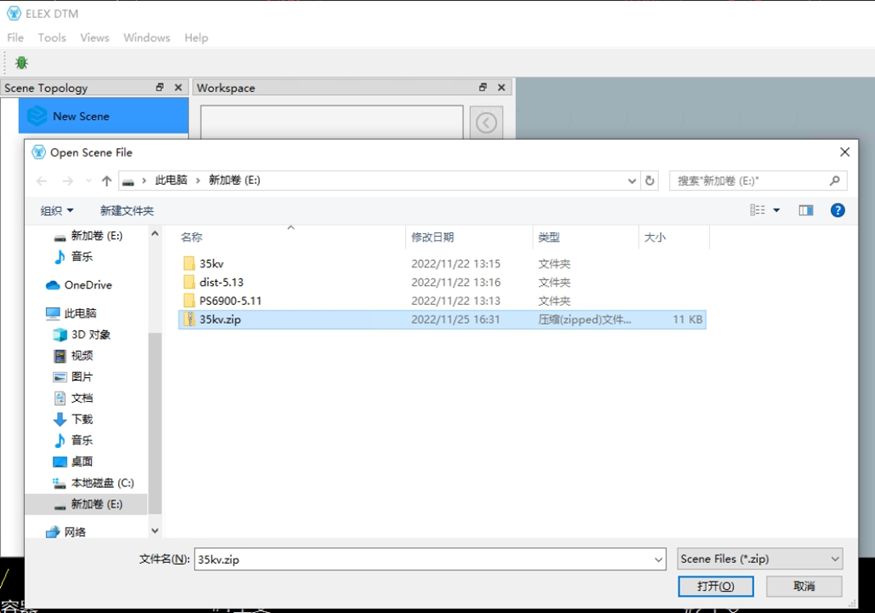 ELEX DTM
File Tools Views Windows Help
Scene Topology
Workspace
New Scene
Open Scene File
此电脑 › 新加卷 (E:)
搜索"新加卷 (E:)"
组织 新建文件夹
名称 修改日期 类型 大小
35kv 2022/11/22 13:15 文件夹
dist-5.13 2022/11/22 13:16 文件夹
PS6900-5.11 2022/11/22 13:13 文件夹
35kv.zip 2022/11/25 16:31 压缩(zipped)文件... 11 KB
新加卷 (E:)
音乐
OneDrive
此电脑
3D 对象
视频
图片
文档
下载
音乐
桌面
本地磁盘 (C:)
新加卷 (E:)
网络
文件名(N): 35kv.zip
Scene Files (*.zip)
打开(O) 取消